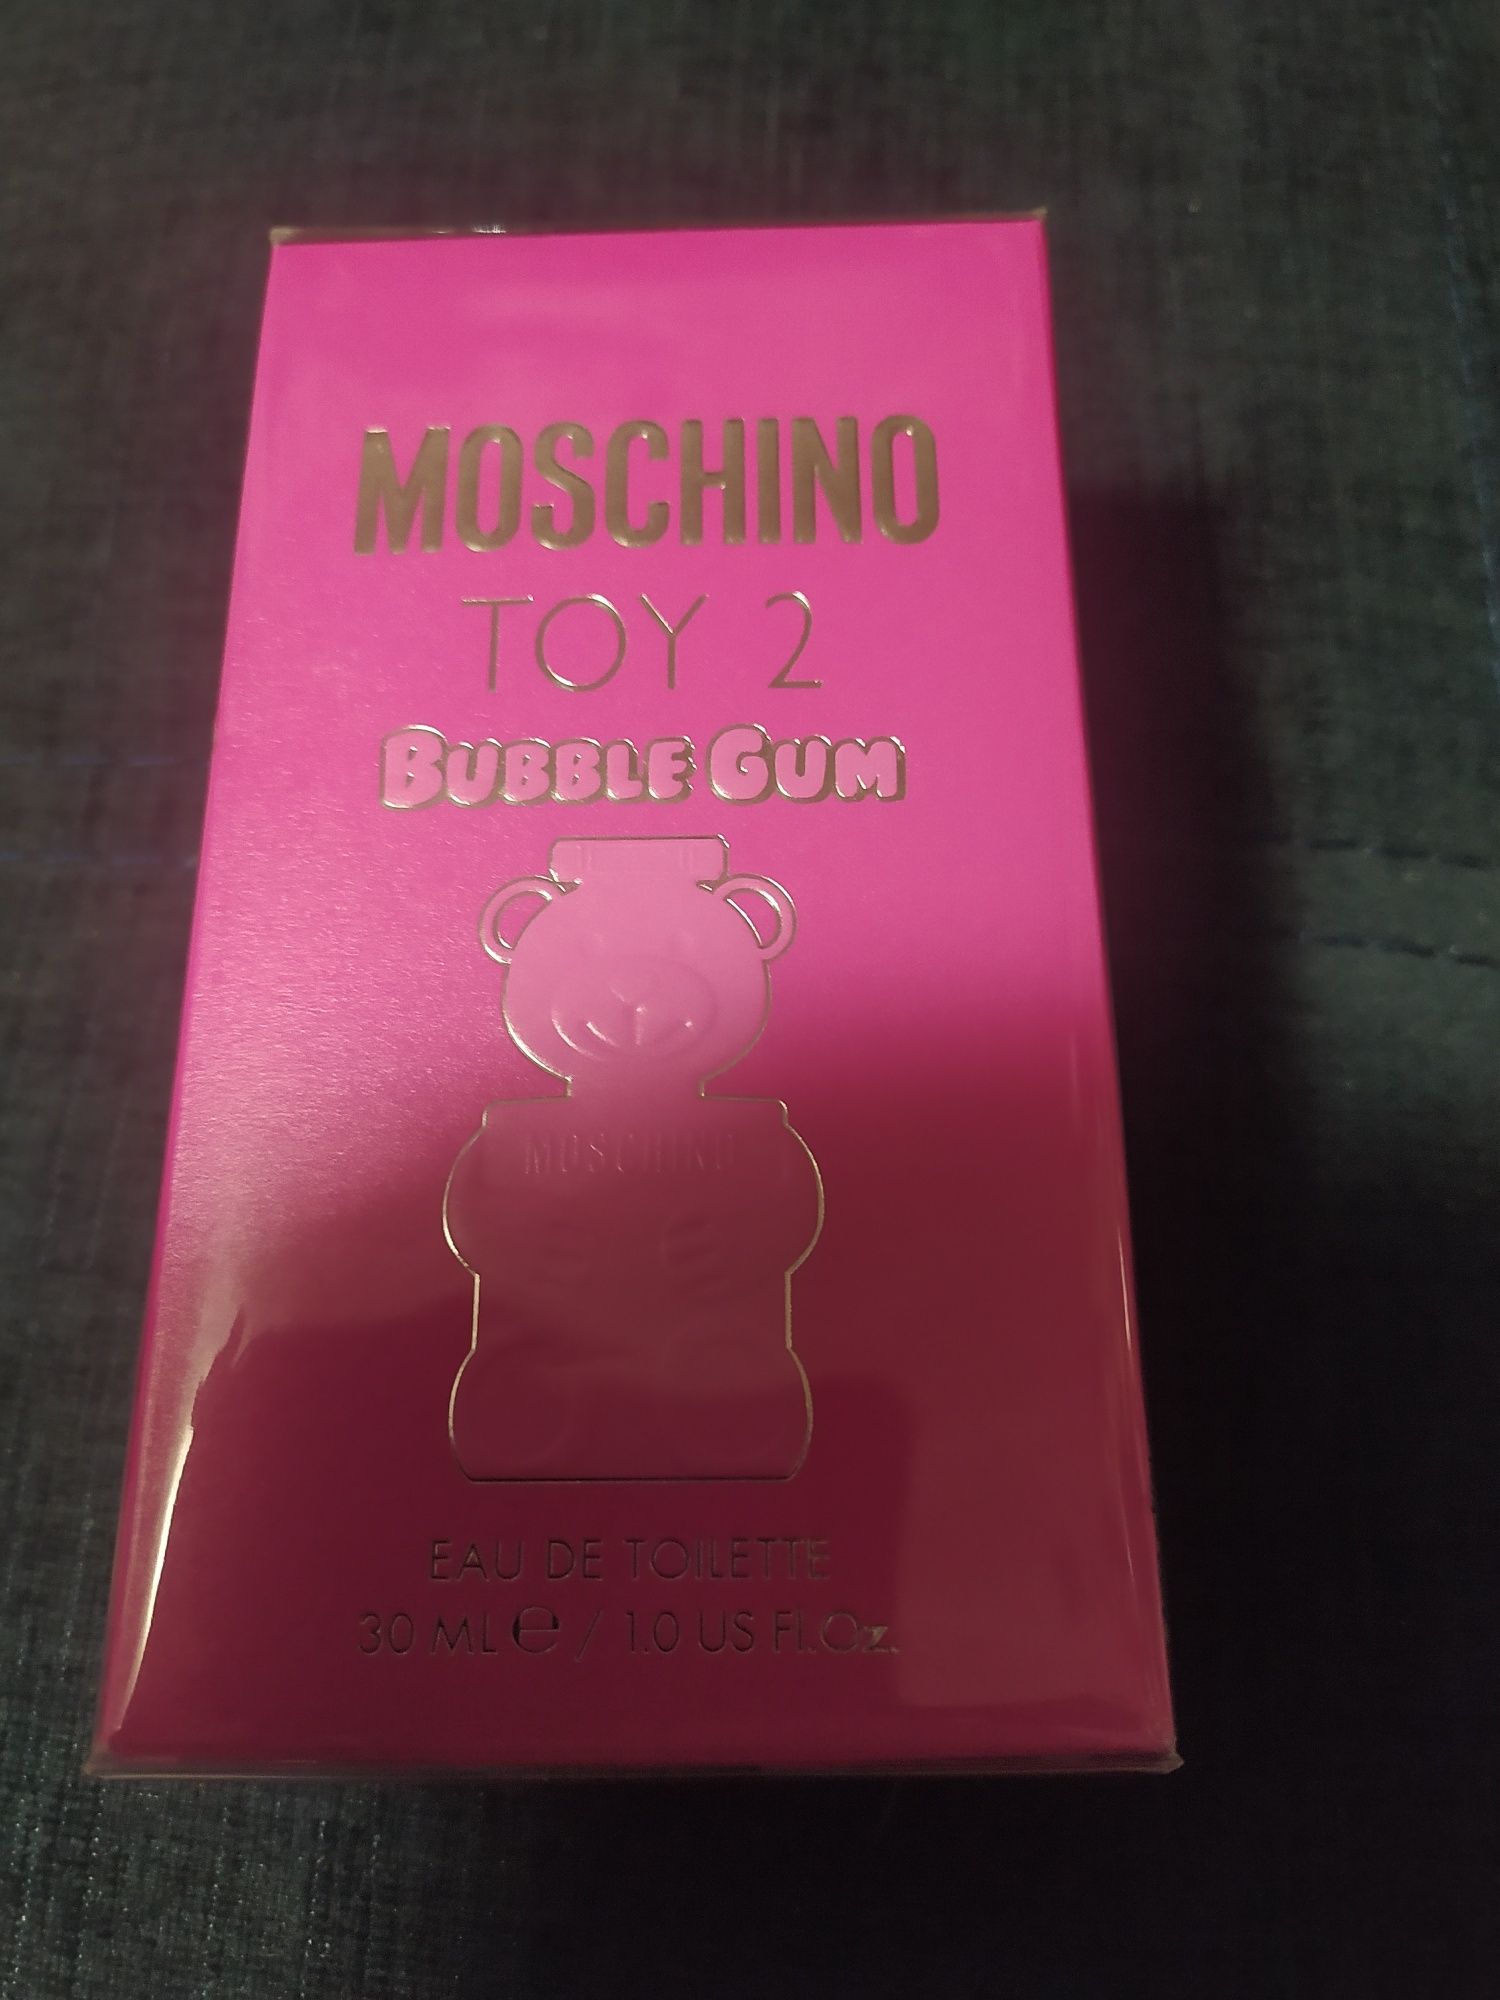 MOSCHINO
TOY 2
BUBBLE GUM
MOSCHINO
EAU DE TOILETTE
30 ML ℮ / 1.0 US Fl.Oz.